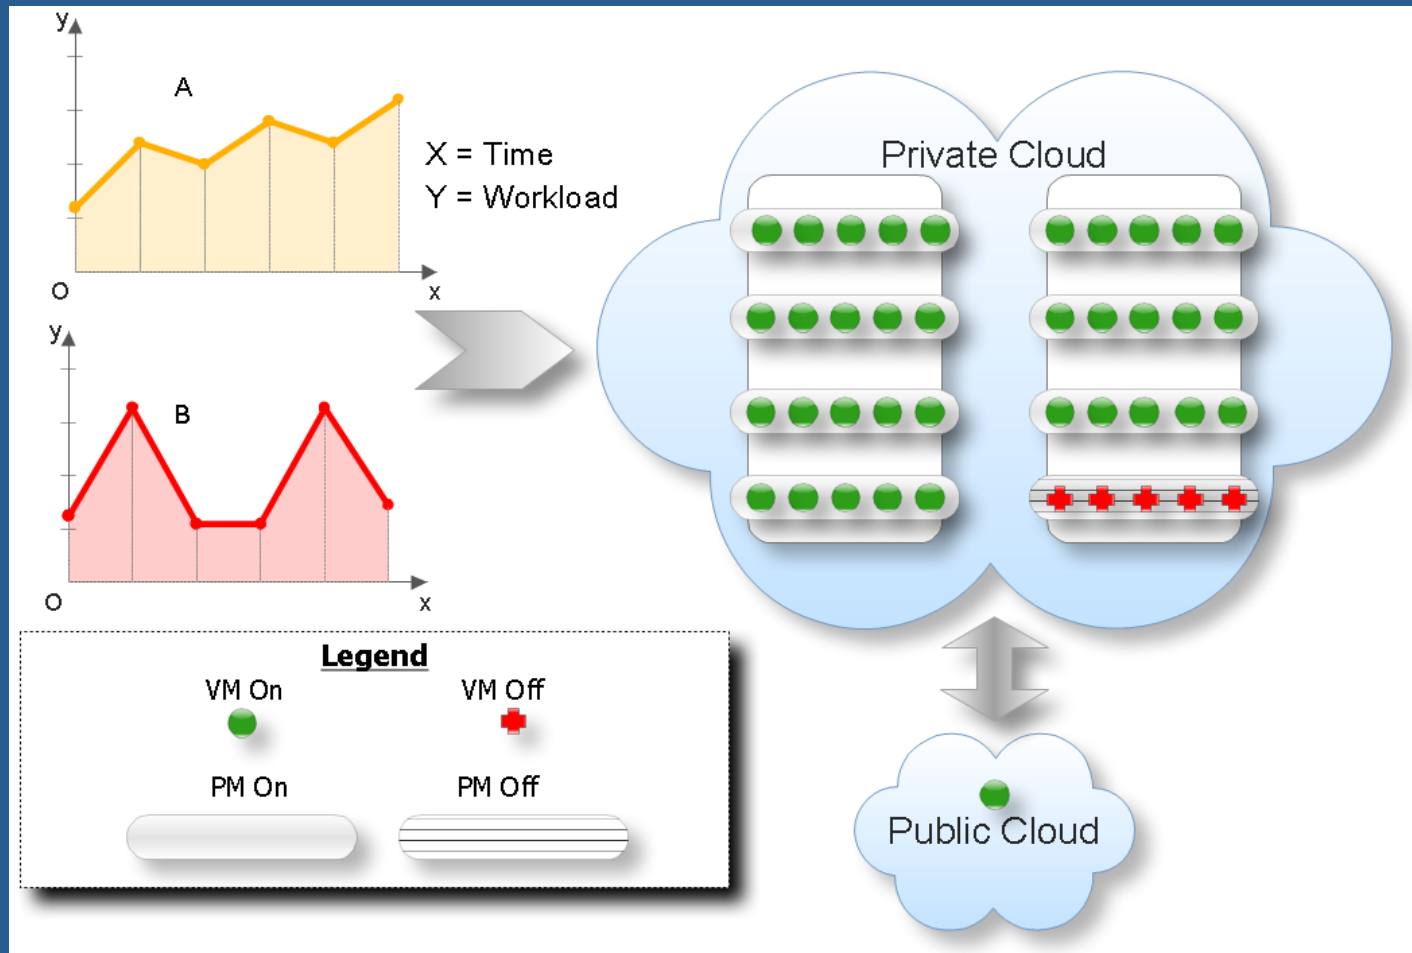 y
A
X = Time
Y = Workload
O
x
y
B
O
x
Private Cloud
Legend
VM On
VM Off
PM On
PM Off
Public Cloud